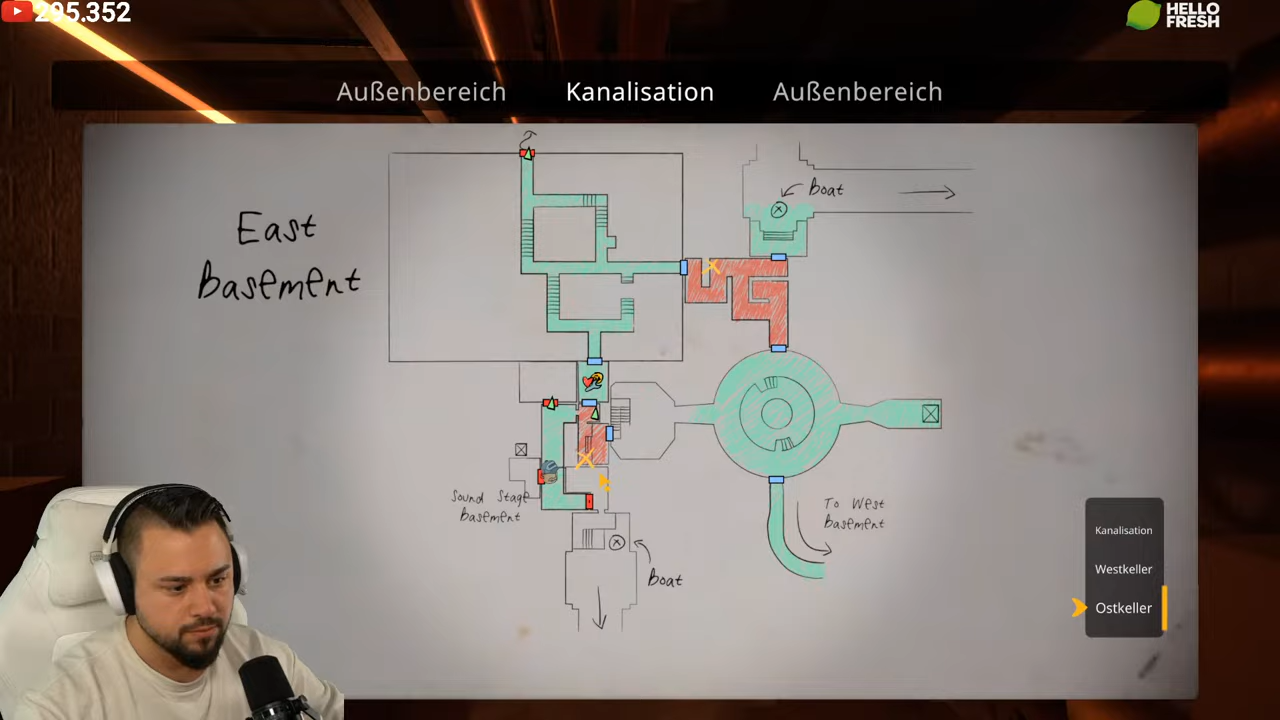 295.352
HELLO
FRESH
Außenbereich
Kanalisation
Außenbereich
East
Basement
Boat
Sound Stage
Basement
To West
Basement
Boat
Kanalisation
Westkeller
Ostkeller